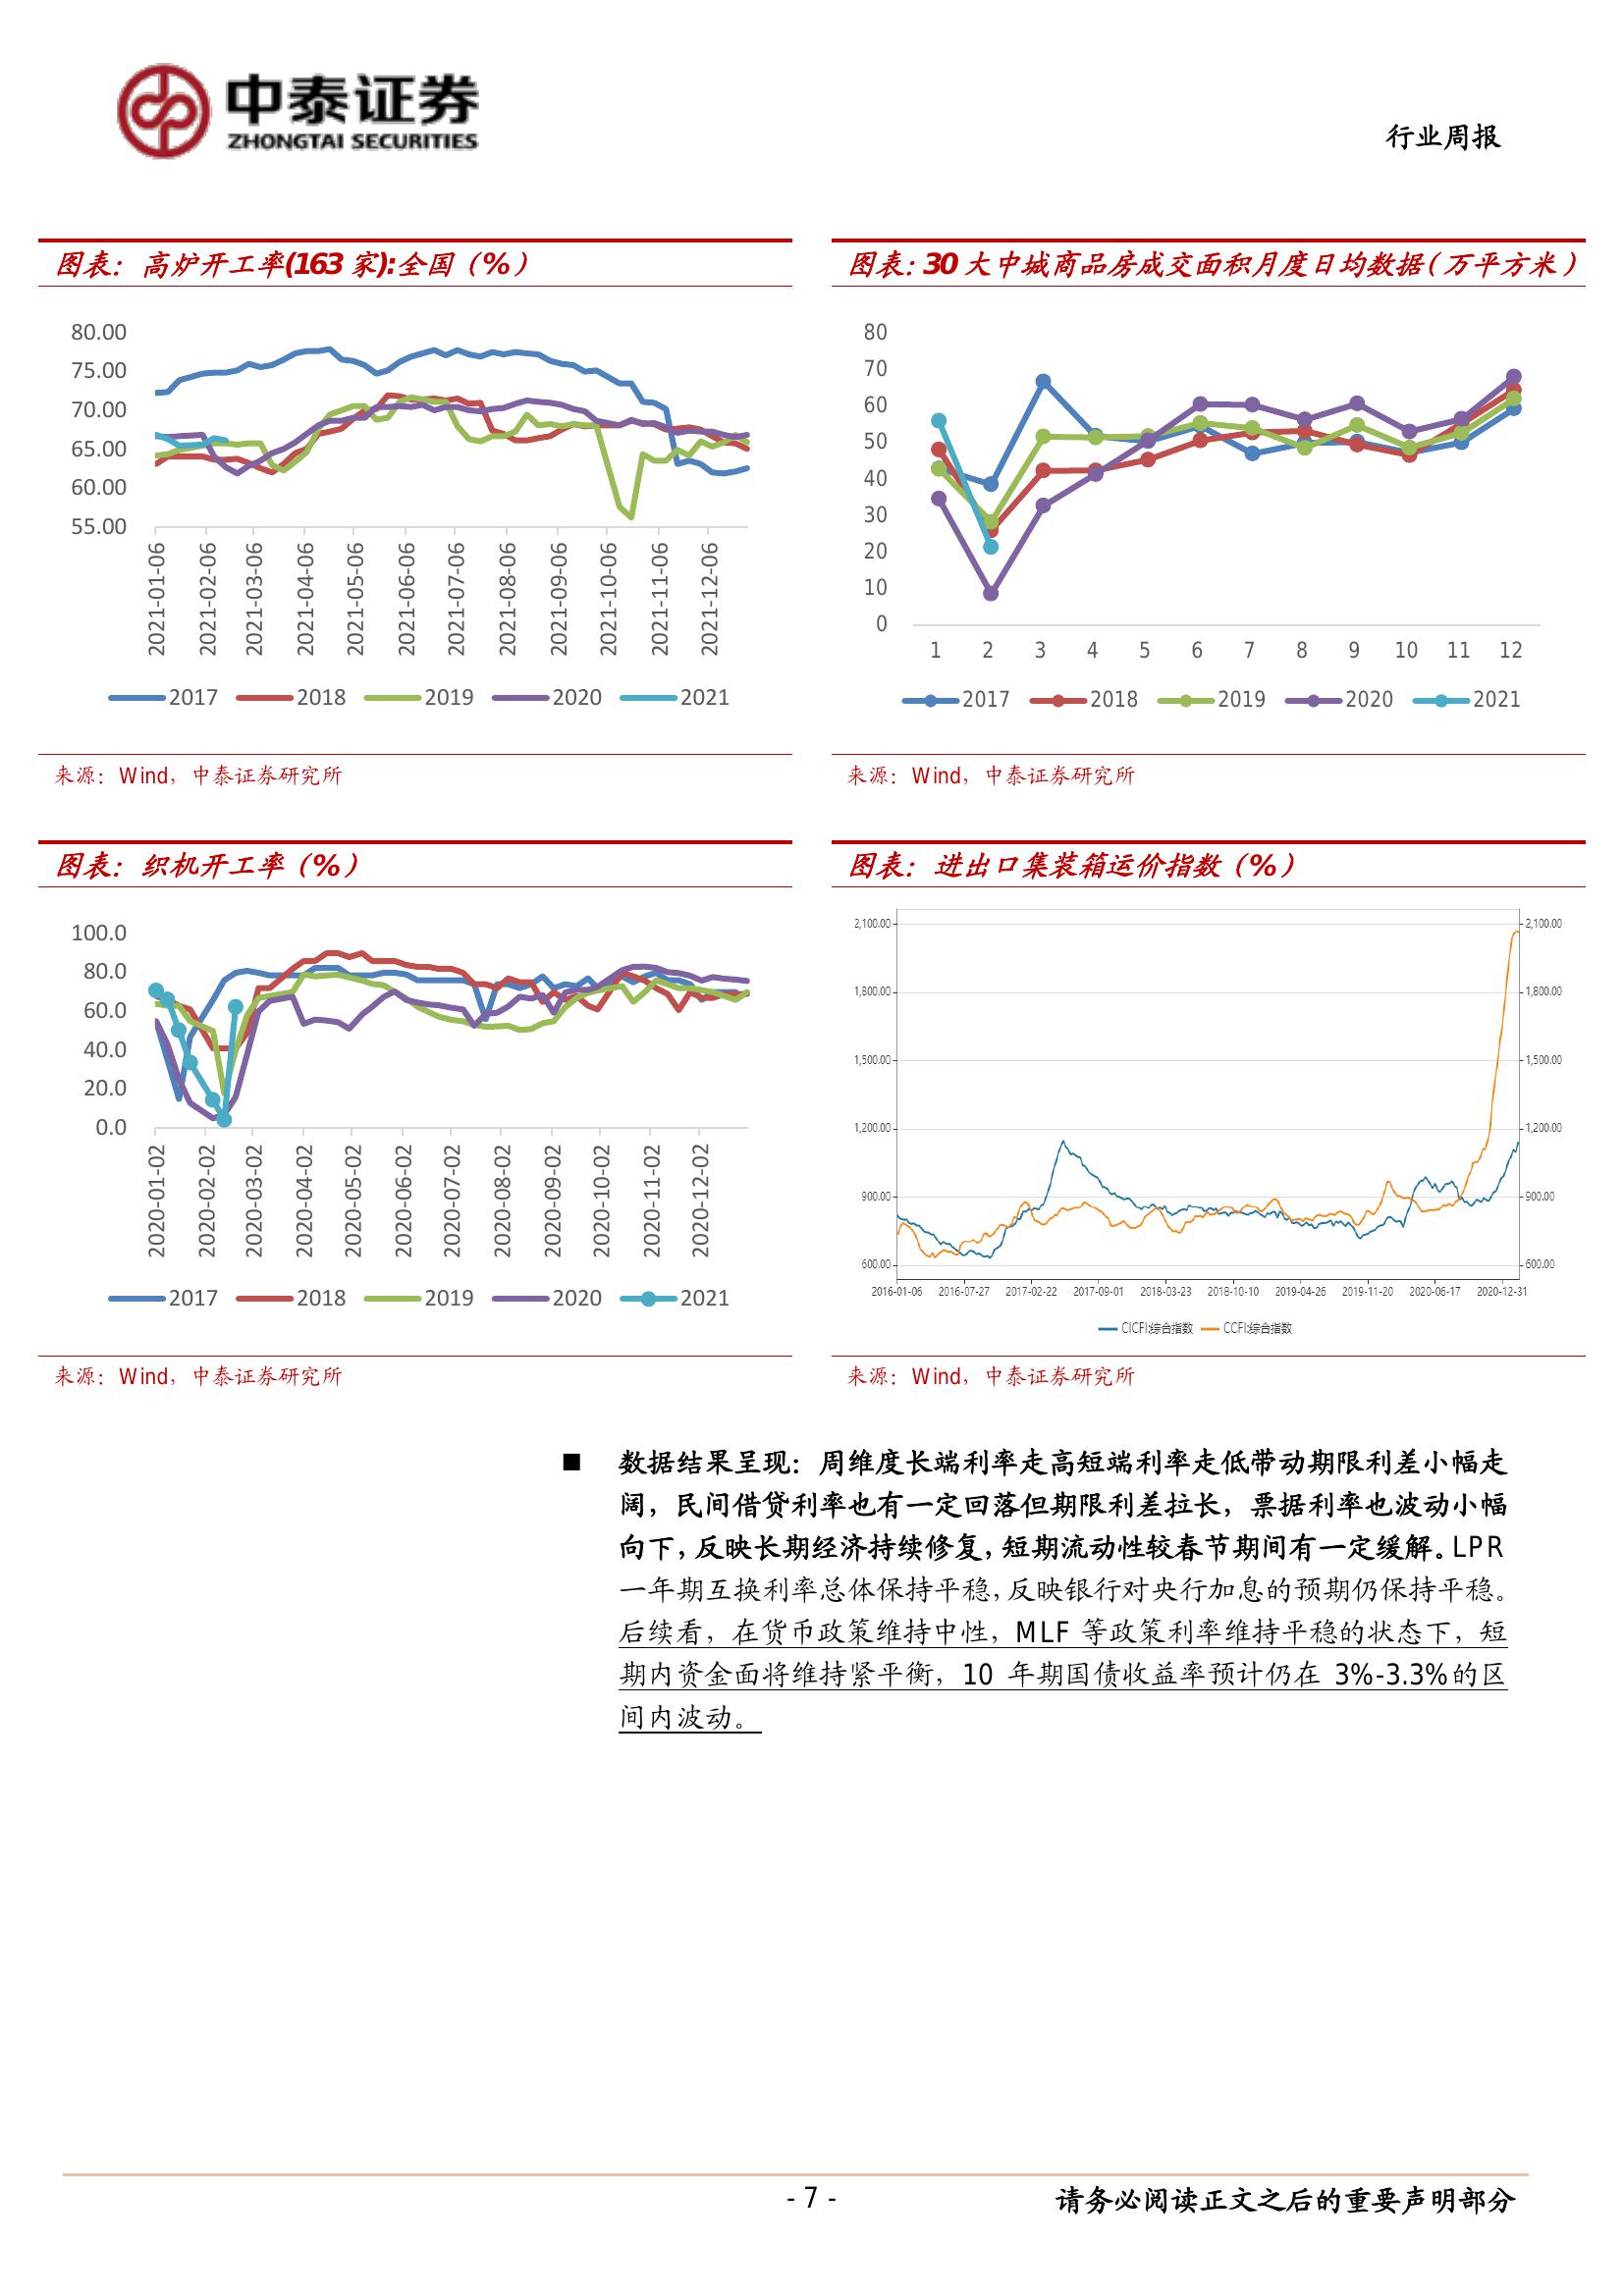 中泰证券
ZHONGTAI SECURITIES
行业周报
图表：高炉开工率(163 家):全国（%）
80.00
75.00
70.00
65.00
60.00
55.00
2021-01-06
2021-02-06
2021-03-06
2021-04-06
2021-05-06
2021-06-06
2021-07-06
2021-08-06
2021-09-06
2021-10-06
2021-11-06
2021-12-06
2017 2018 2019 2020 2021
来源：Wind，中泰证券研究所
图表：30 大中城商品房成交面积月度日均数据（万平方米）
80
70
60
50
40
30
20
10
0
1 2 3 4 5 6 7 8 9 10 11 12
2017 2018 2019 2020 2021
来源：Wind，中泰证券研究所
图表：织机开工率（%）
100.0
80.0
60.0
40.0
20.0
0.0
2020-01-02
2020-02-02
2020-03-02
2020-04-02
2020-05-02
2020-06-02
2020-07-02
2020-08-02
2020-09-02
2020-10-02
2020-11-02
2020-12-02
2017 2018 2019 2020 2021
来源：Wind，中泰证券研究所
图表：进出口集装箱运价指数（%）
2,100.00 2,100.00
1,800.00 1,800.00
1,500.00 1,500.00
1,200.00 1,200.00
900.00 900.00
600.00 600.00
2016-01-06 2016-07-27 2017-02-22 2017-09-01 2018-03-23 2018-10-10 2019-04-26 2019-11-20 2020-06-17 2020-12-31
CICFI:综合指数 CCFI:综合指数
来源：Wind，中泰证券研究所
■ 数据结果呈现：周维度长端利率走高短端利率走低带动期限利差小幅走
阔，民间借贷利率也有一定回落但期限利差拉长，票据利率也波动小幅
向下，反映长期经济持续修复，短期流动性较春节期间有一定缓解。LPR
一年期互换利率总体保持平稳，反映银行对央行加息的预期仍保持平稳。
后续看，在货币政策维持中性，MLF 等政策利率维持平稳的状态下，短
期内资金面将维持紧平衡，10 年期国债收益率预计仍在 3%-3.3%的区
间内波动。
- 7 -
请务必阅读正文之后的重要声明部分